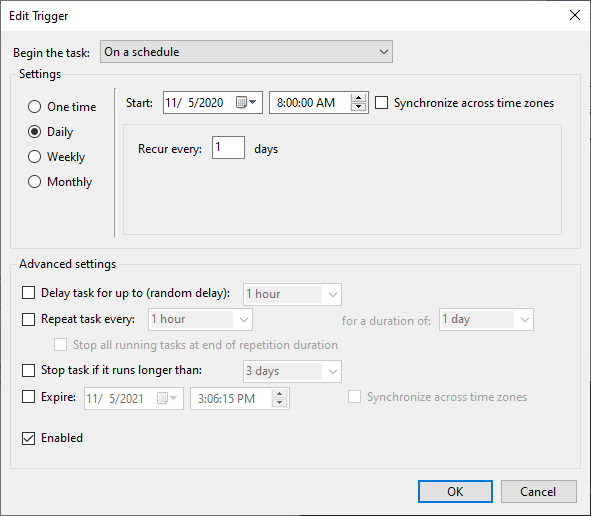 Edit Trigger
Begin the task: On a schedule
Settings
One time
Daily
Weekly
Monthly
Start: 11/ 5/2020 8:00:00 AM Synchronize across time zones
Recur every: 1 days
Advanced settings
Delay task for up to (random delay): 1 hour
Repeat task every: 1 hour for a duration of: 1 day
Stop all running tasks at end of repetition duration
Stop task if it runs longer than: 3 days
Expire: 11/ 5/2021 3:06:15 PM Synchronize across time zones
Enabled
OK Cancel